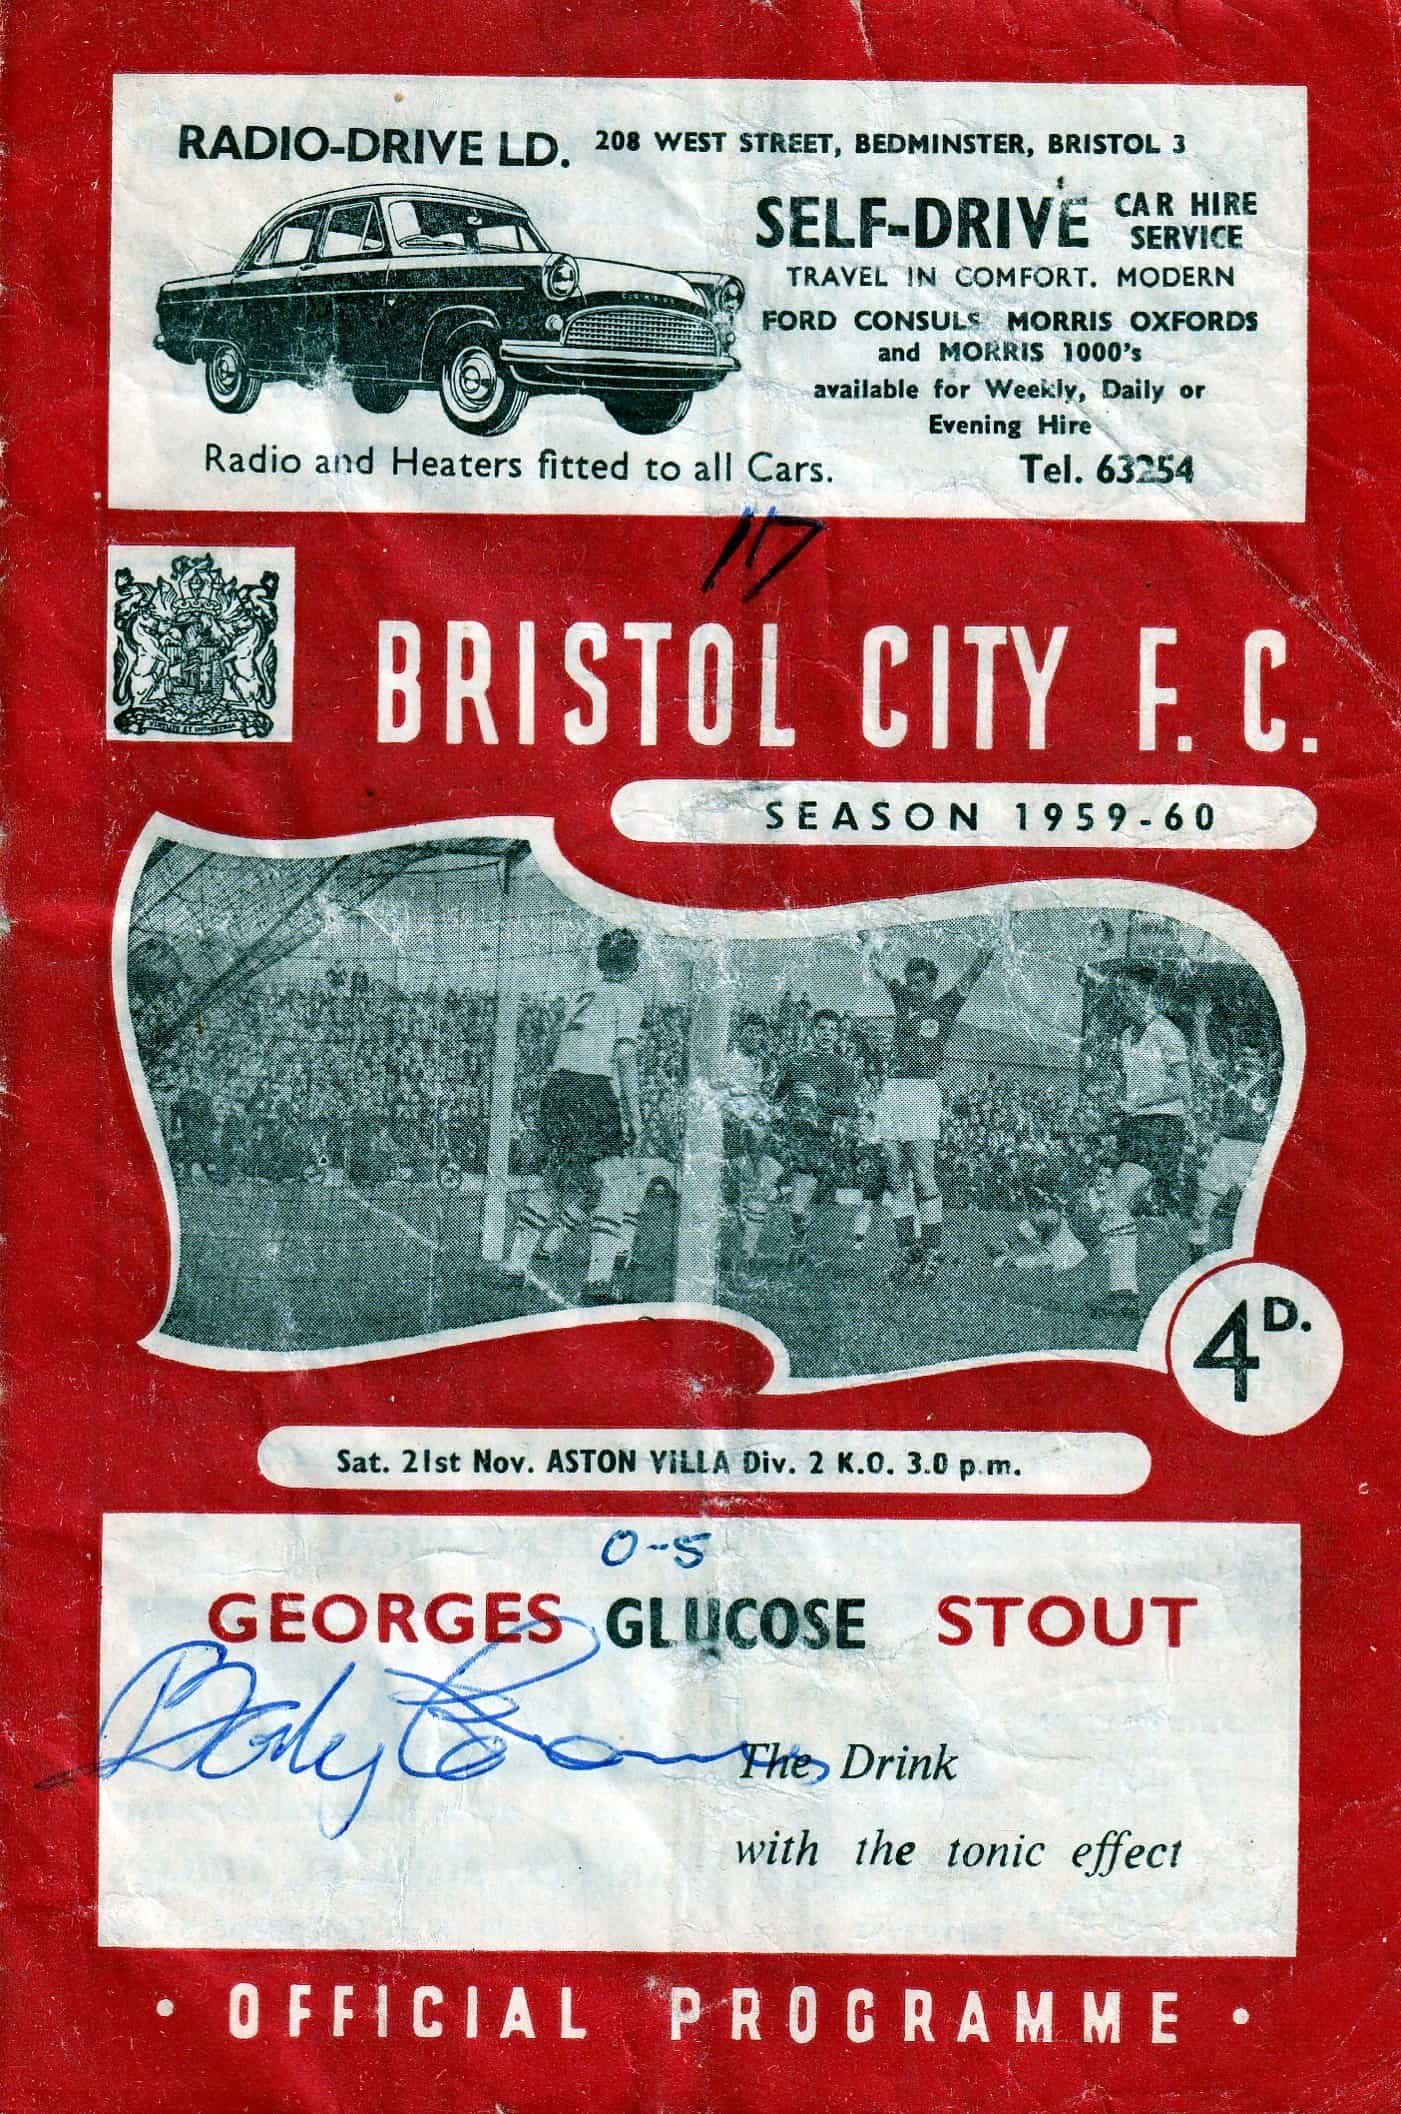 RADIO-DRIVE LD. 208 WEST STREET, BEDMINSTER, BRISTOL 3
SELF-DRIVE CAR HIRE SERVICE
TRAVEL IN COMFORT. MODERN
FORD CONSULS MORRIS OXFORDS
and MORRIS 1000's
available for Weekly, Daily or
Evening Hire
Radio and Heaters fitted to all Cars. Tel. 63254
BRISTOL CITY F.C.
SEASON 1959-60
2
4D.
Sat. 21st Nov. ASTON VILLA Div. 2 K.O. 3.0 p.m.
0-5
GEORGES GLUCOSE STOUT
The Drink
with the tonic effect
• OFFICIAL PROGRAMME •